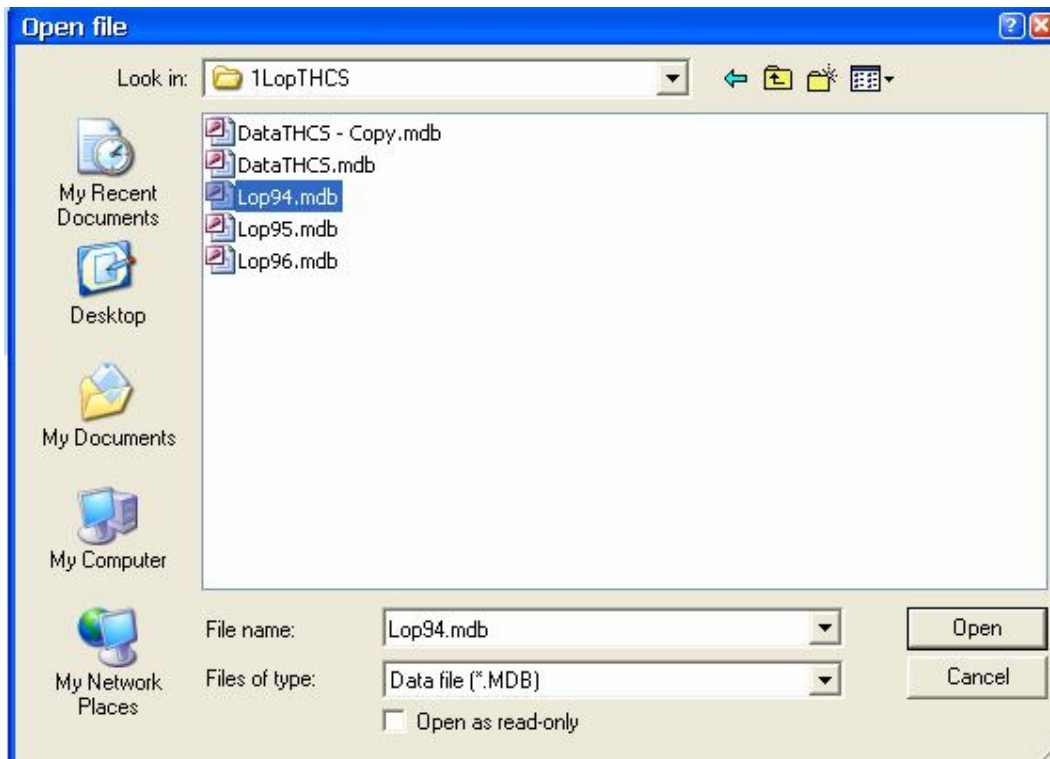 Open file
Look in:
1LopTHCS
DataTHCS - Copy.mdb
DataTHCS.mdb
Lop94.mdb
Lop95.mdb
Lop96.mdb
My Recent
Documents
Desktop
My Documents
My Computer
My Network
Places
File name:
Lop94.mdb
Open
Files of type:
Data file (*.MDB)
Cancel
Open as read-only